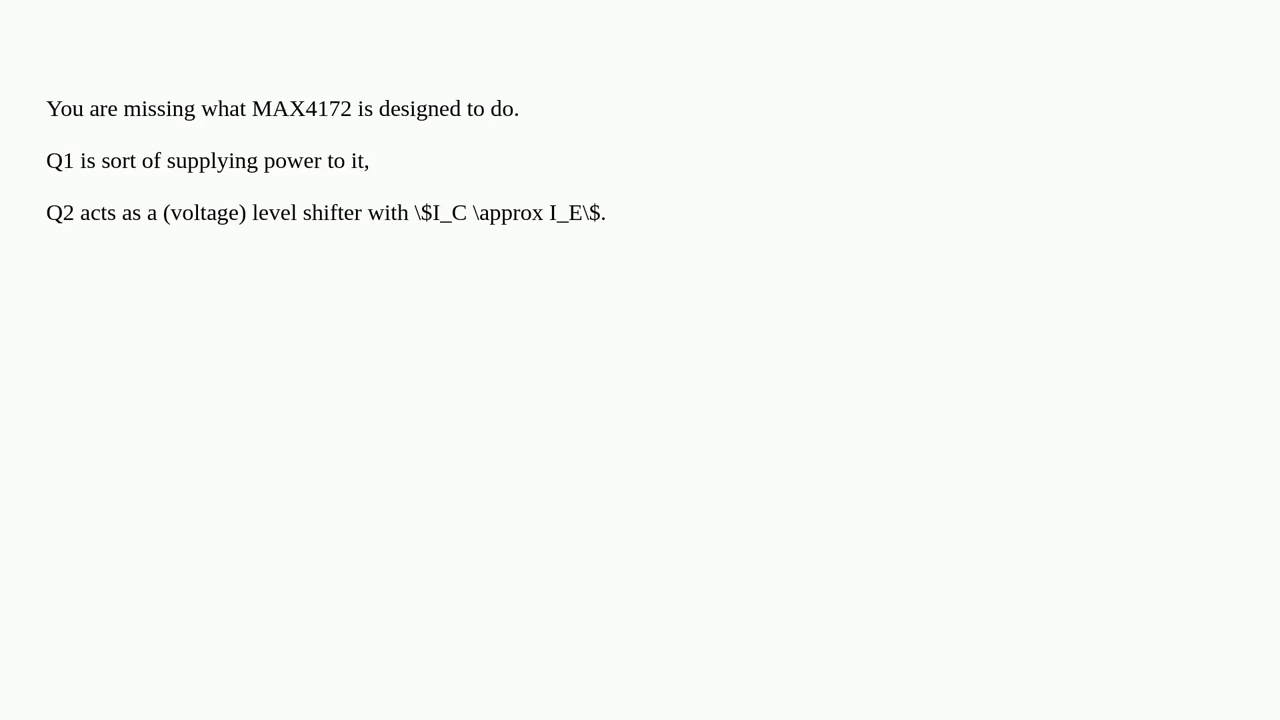 You are missing what MAX4172 is designed to do.
Q1 is sort of supplying power to it,
Q2 acts as a (voltage) level shifter with \$I_C \approx I_E\$.